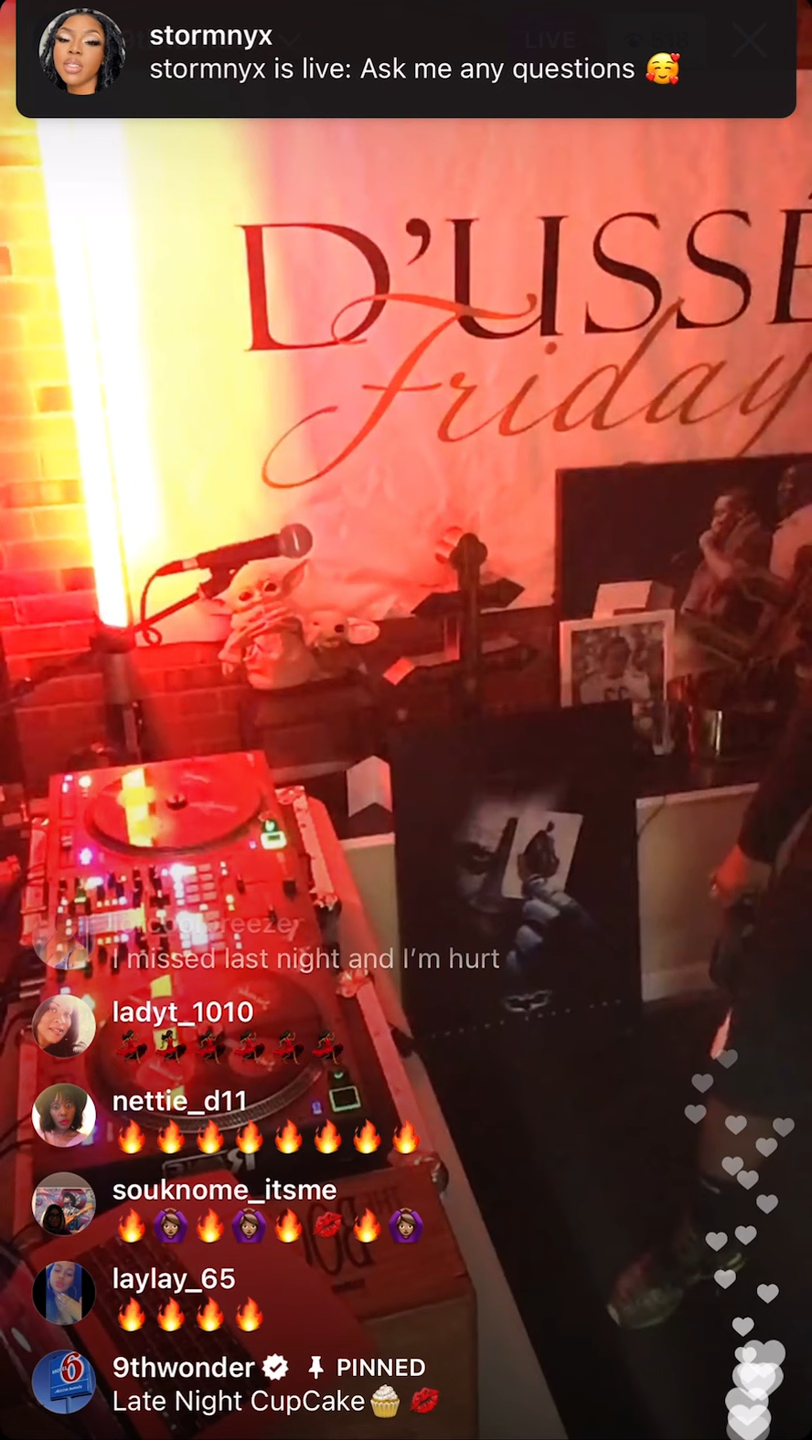 stormnyx
stormnyx is live: Ask me any questions 🥰
LIVE
D'USSÉ
Friday
I missed last night and I'm hurt
ladyt_1010
💃💃💃💃💃💃
nettie_d11
🔥🔥🔥🔥🔥🔥🔥🔥
souknome_itsme
🔥🙆🏽‍♀️🔥🙆🏽‍♀️🔥💋🔥🙆🏽‍♀️
laylay_65
🔥🔥🔥🔥
9thwonder PINNED
Late Night CupCake🧁 💋